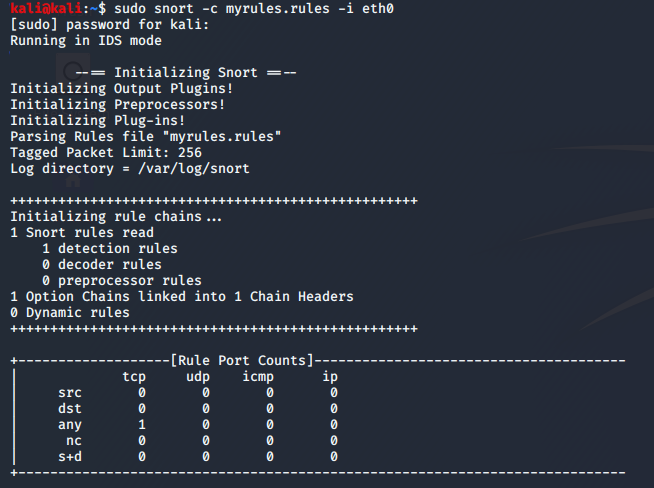 kali@kali:~$ sudo snort -c myrules.rules -i eth0
[sudo] password for kali:
Running in IDS mode
--== Initializing Snort ==--
Initializing Output Plugins!
Initializing Preprocessors!
Initializing Plug-ins!
Parsing Rules file "myrules.rules"
Tagged Packet Limit: 256
Log directory = /var/log/snort
+++++++++++++++++++++++++++++++++++++++++++++++++++
Initializing rule chains...
1 Snort rules read
    1 detection rules
    0 decoder rules
    0 preprocessor rules
1 Option Chains linked into 1 Chain Headers
0 Dynamic rules
+++++++++++++++++++++++++++++++++++++++++++++++++++
+-------------------[Rule Port Counts]---------------------------------------
|             tcp     udp    icmp      ip
|     src       0       0       0       0
|     dst       0       0       0       0
|     any       1       0       0       0
|      nc       0       0       0       0
|     s+d       0       0       0       0
+----------------------------------------------------------------------------